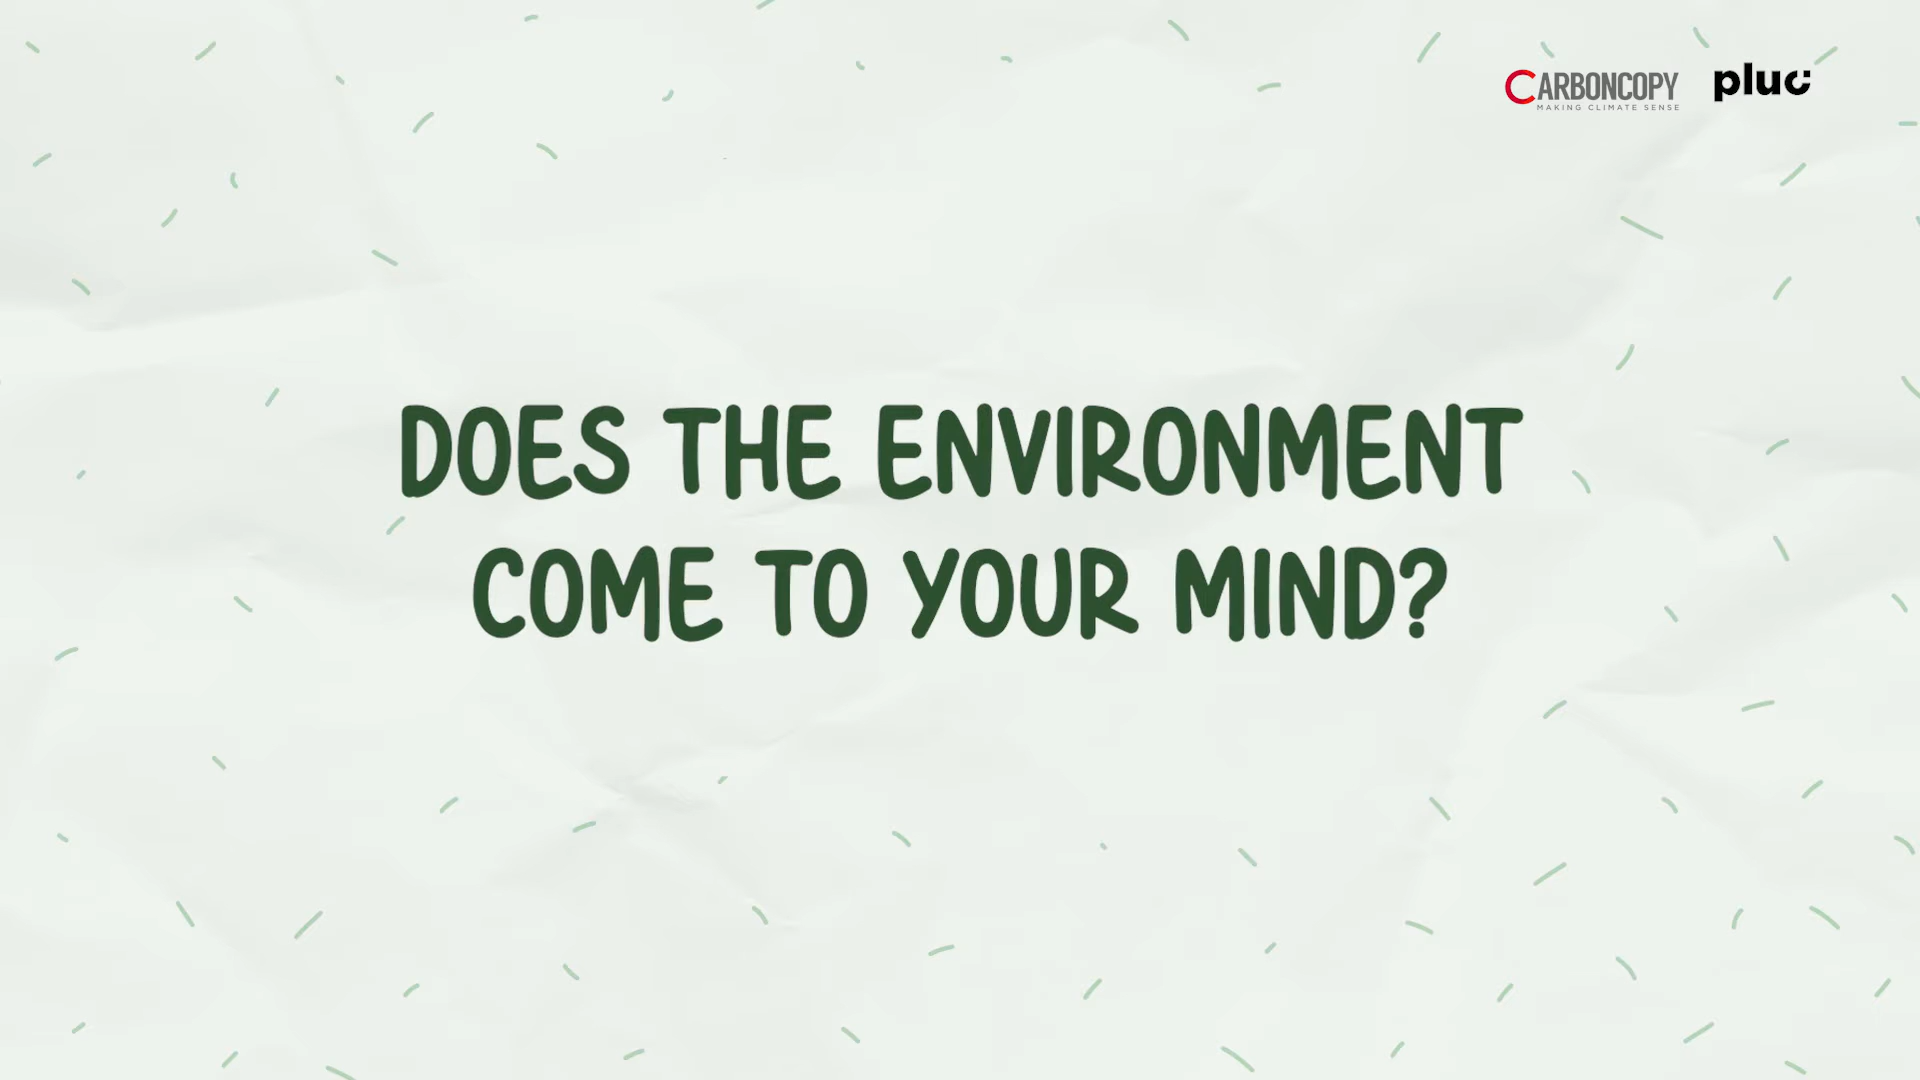 CARBONCOPY
MAKING CLIMATE SENSE
pluc
DOES THE ENVIRONMENT
COME TO YOUR MIND?